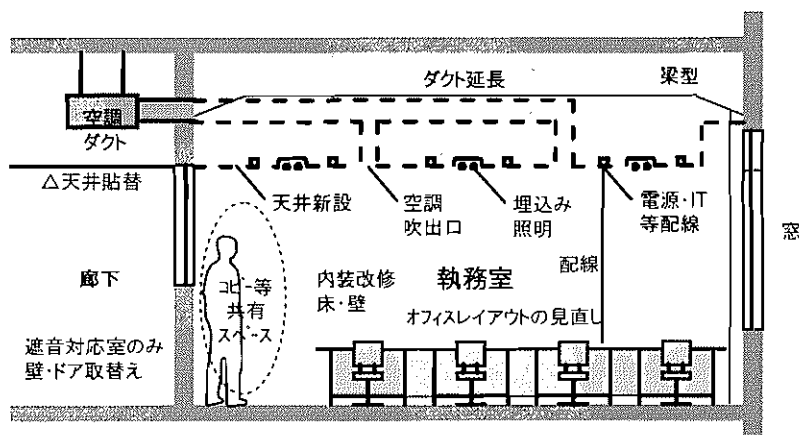 ダクト延長
梁型
空調
ダクト
△天井貼替
天井新設
空調
吹出口
埋込み
照明
電源・IT
等配線
窓
廊下
コピー等
共有
スペース
内装改修
床・壁
執務室
配線
オフィスレイアウトの見直し
遮音対応室のみ
壁・ドア取替え